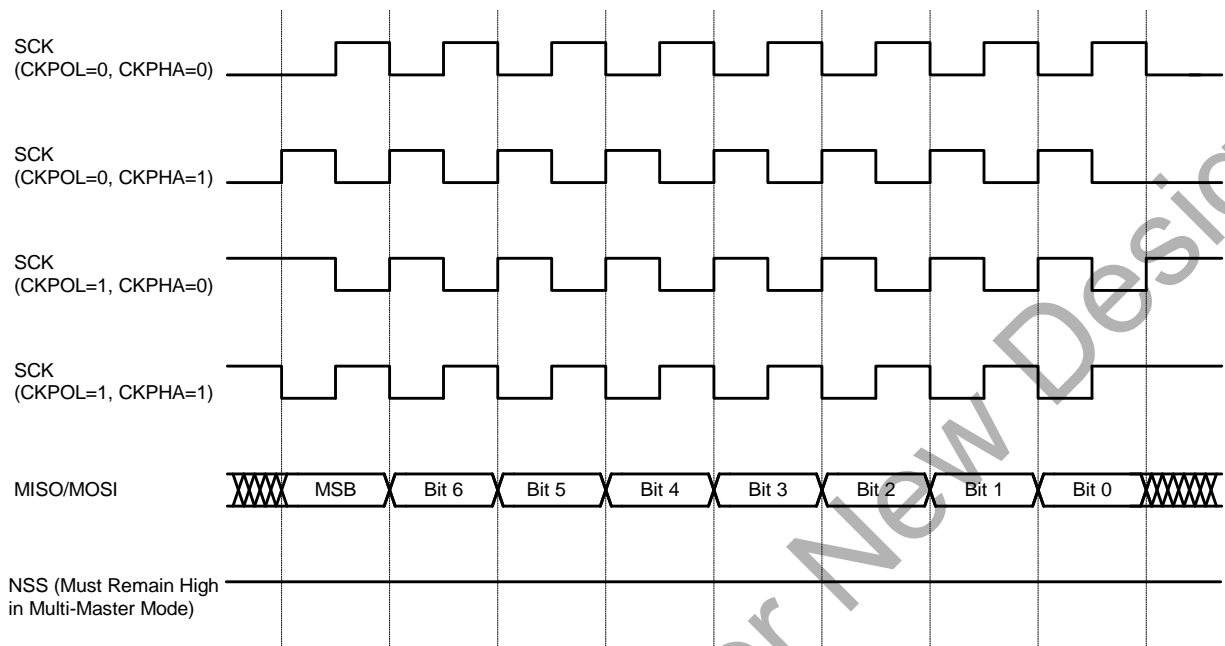 SCK
(CKPOL=0, CKPHA=0)
SCK
(CKPOL=0, CKPHA=1)
SCK
(CKPOL=1, CKPHA=0)
SCK
(CKPOL=1, CKPHA=1)
MISO/MOSI MSB Bit 6 Bit 5 Bit 4 Bit 3 Bit 2 Bit 1 Bit 0
NSS (Must Remain High
in Multi-Master Mode)
New